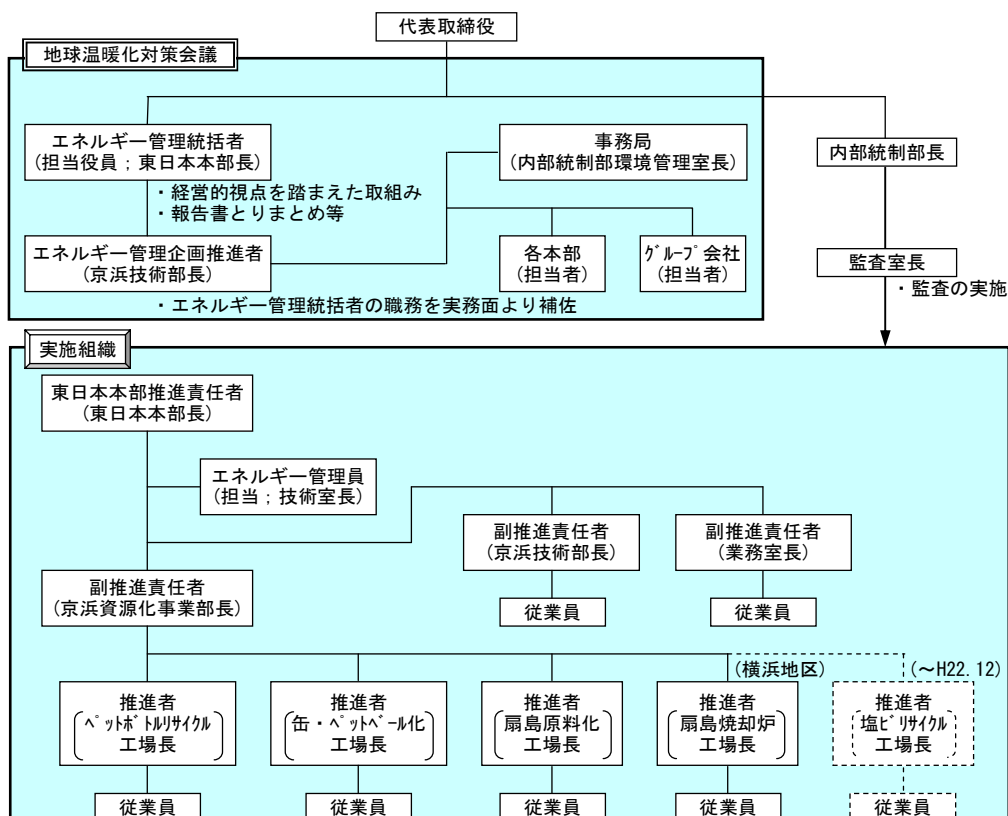 代表取締役
地球温暖化対策会議
エネルギー管理統括者
(担当役員；東日本本部長)
・経営的視点を踏まえた取組み
・報告書とりまとめ等
事務局
(内部統制部環境管理室長)
内部統制部長
エネルギー管理企画推進者
(京浜技術部長)
・エネルギー管理統括者の職務を実務面より補佐
各本部
(担当者)
ｸﾞﾙｰﾌﾟ会社
(担当者)
監査室長
・監査の実施
実施組織
東日本本部推進責任者
(東日本本部長)
エネルギー管理員
(担当；技術室長)
副推進責任者
(京浜技術部長)
従業員
副推進責任者
(業務室長)
従業員
副推進責任者
(京浜資源化事業部長)
(横浜地区)
(～H22.12)
推進者
ﾍﾟｯﾄﾎﾞﾄﾙﾘｻｲｸﾙ
工場長
推進者
缶・ﾍﾟｯﾄﾍﾞｰﾙ化
工場長
推進者
扇島原料化
工場長
推進者
扇島焼却炉
工場長
推進者
塩ﾋﾞﾘｻｲｸﾙ
工場長
従業員
従業員
従業員
従業員
従業員